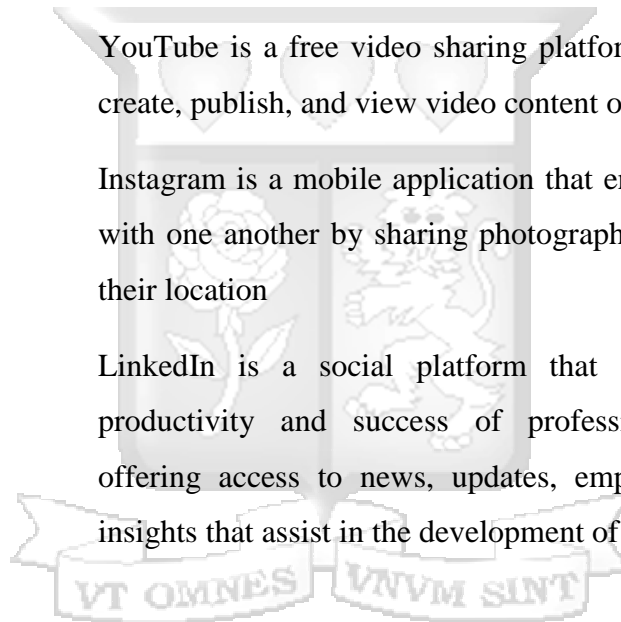 YouTube is a free video sharing platfor
create, publish, and view video content o
Instagram is a mobile application that e
with one another by sharing photograph
their location
LinkedIn is a social platform that
productivity and success of profess
offering access to news, updates, emp
insights that assist in the development of
VT OMNES VNVM SINT